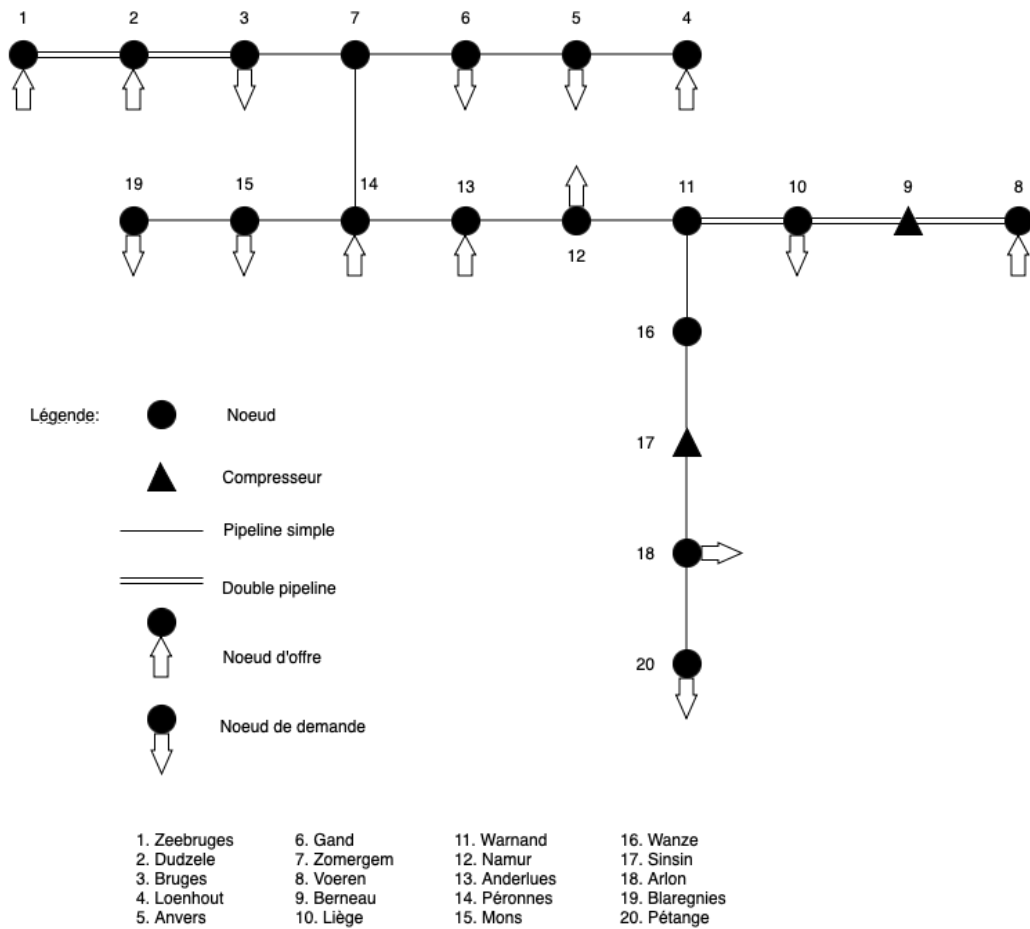 1 2 3 7 6 5 4
19 15 14 13 11 10 9 8
12
16
17
18
20
Légende:
Noeud
Compresseur
Pipeline simple
Double pipeline
Noeud d'offre
Noeud de demande
1. Zeebruges 6. Gand 11. Warnand 16. Wanze
2. Dudzele 7. Zomergem 12. Namur 17. Sinsin
3. Bruges 8. Voeren 13. Anderlues 18. Arlon
4. Loenhout 9. Berneau 14. Péronnes 19. Blaregnies
5. Anvers 10. Liège 15. Mons 20. Pétange